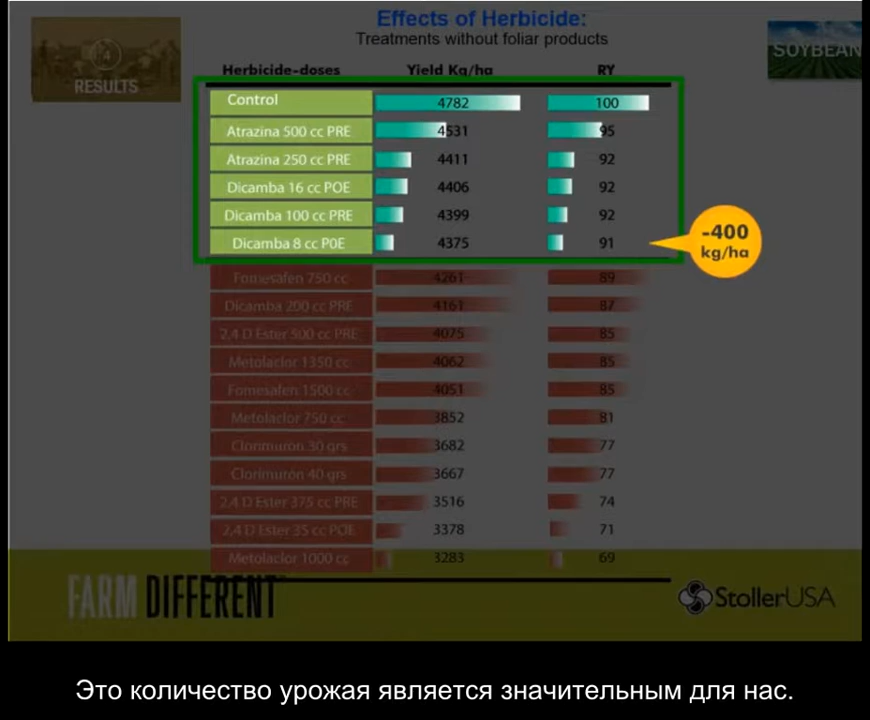 Effects of Herbicide:
Treatments without foliar products
14
RESULTS
SOYBEAN
Herbicide-doses Yield Kg/ha RY
Control 4782 100
Atrazina 500 cc PRE 4531 95
Atrazina 250 cc PRE 4411 92
Dicamba 16 cc POE 4406 92
Dicamba 100 cc PRE 4399 92
Dicamba 8 cc P0E 4375 91
-400
kg/ha
Fomesafen 750 cc 4261 89
Dicamba 200 cc PRE 4161 87
2,4 D Ester 500 cc PRE 4075 85
Metolaclor 1350 cc 4062 85
Fomesafen 1500 cc 4051 85
Metolaclor 750 cc 3852 81
Clorimuron 30 grs 3682 77
Clorimurón 40 grs 3667 77
2,4 D Ester 375 cc PRE 3516 74
2,4 D Ester 35 cc POE 3378 71
Metolaclor 1000 cc 3283 69
FARM DIFFERENT
StollerUSA
Это количество урожая является значительным для нас.